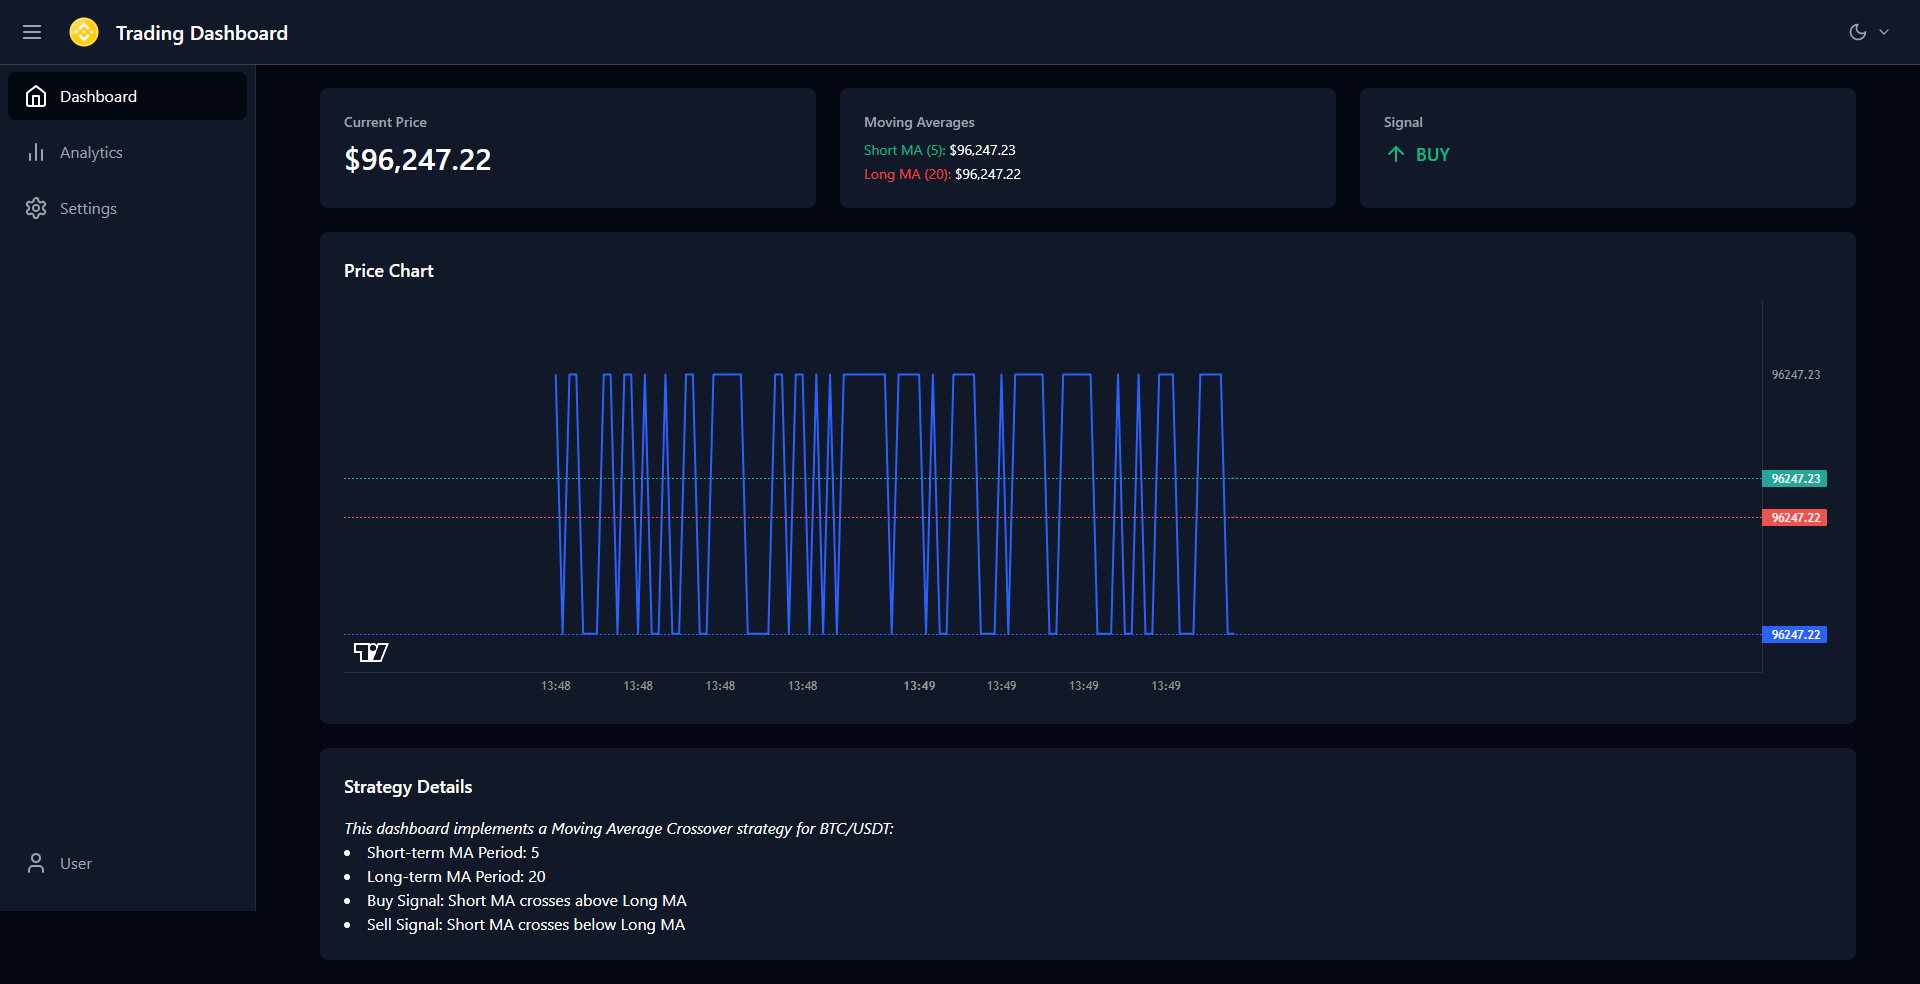 Trading Dashboard
Dashboard
Analytics
Settings
User
Current Price
$96,247.22
Moving Averages
Short MA (5): $96,247.23
Long MA (20): $96,247.22
Signal
BUY
Price Chart
96247.23
96247.23
96247.22
96247.22
13:48 13:48 13:48 13:48 13:49 13:49 13:49 13:49
Strategy Details
This dashboard implements a Moving Average Crossover strategy for BTC/USDT:
Short-term MA Period: 5
Long-term MA Period: 20
Buy Signal: Short MA crosses above Long MA
Sell Signal: Short MA crosses below Long MA